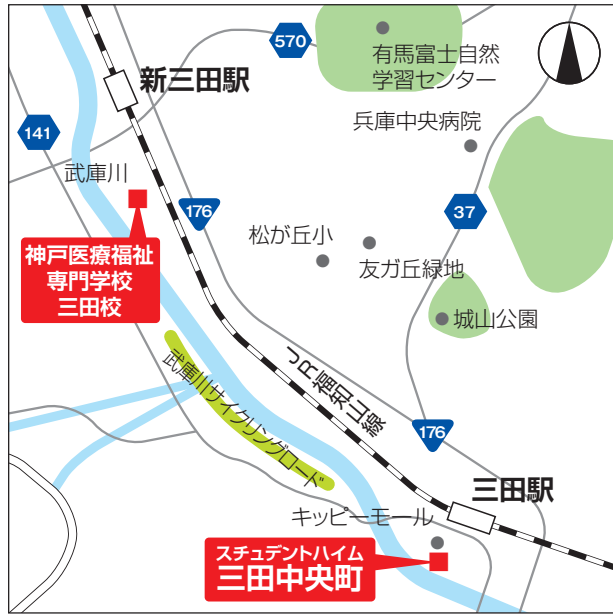 570
有馬富士自然
学習センター
新三田駅
兵庫中央病院
141
武庫川
176
37
神戸医療福祉
専門学校
三田校
松が丘小
友ガ丘緑地
城山公園
JR福知山線
武庫川サイクリングロード
176
三田駅
キッピーモール
スチュデントハイム
三田中央町